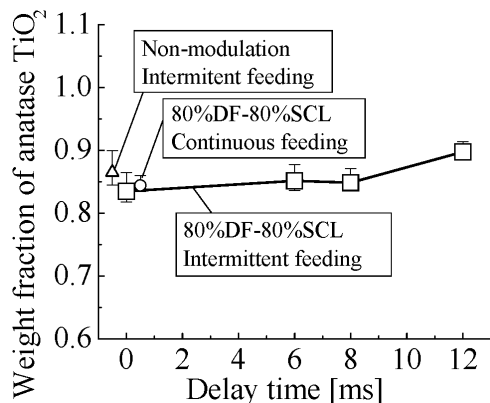 Weight fraction of anatase TiO2
1.1
1.0
0.9
0.8
0.7
0.6
Non-modulation
Intermitent feeding
80%DF-80%SCL
Continuous feeding
80%DF-80%SCL
Intermittent feeding
0 2 4 6 8 10 12
Delay time [ms]